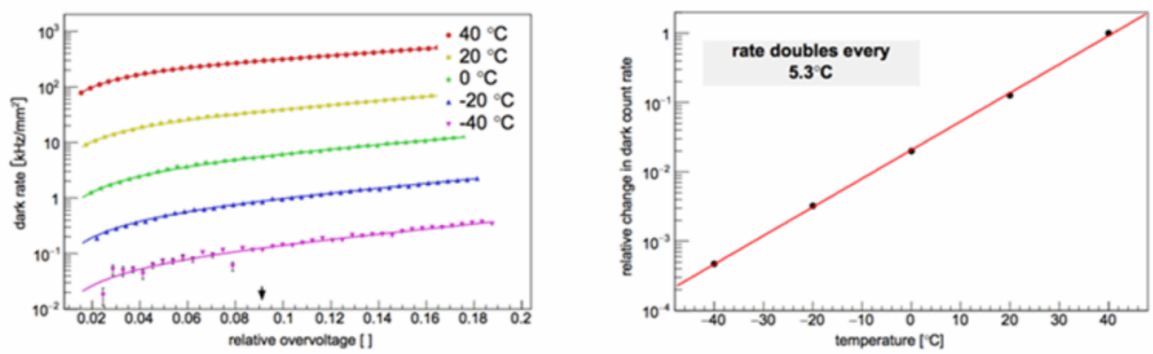 dark rate [kHz/mm²]
10³
10²
10
1
10⁻¹
10⁻²
40 °C
20 °C
0 °C
-20 °C
-40 °C
0.02 0.04 0.06 0.08 0.1 0.12 0.14 0.16 0.18 0.2
relative overvoltage [ ]
relative change in dark count rate
1
10⁻¹
10⁻²
10⁻³
10⁻⁴
rate doubles every
5.3°C
−40 −30 −20 −10 0 10 20 30 40
temperature [°C]